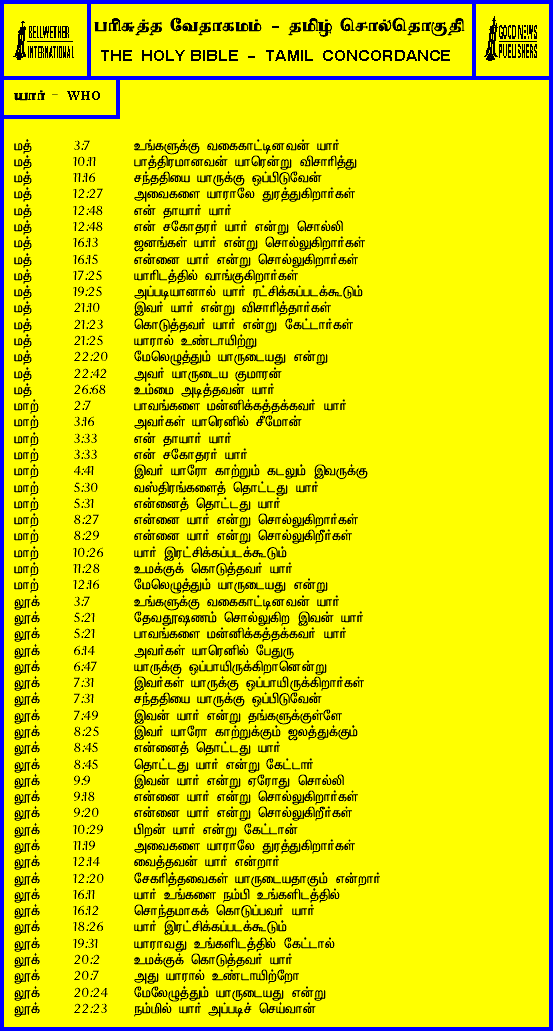 BELLWETHER
INTERNATIONAL
பரிசுத்த வேதாகமம் - தமிழ் சொல்தொகுதி
THE HOLY BIBLE - TAMIL CONCORDANCE
GOOD NEWS
PUBLISHERS
யார் - WHO
மத் 3:7 உங்களுக்கு வகைகாட்டினவன் யார்
மத் 10:11 பாத்திரமானவன் யாரென்று விசாரித்து
மத் 11:16 சந்ததியை யாருக்கு ஒப்பிடுவேன்
மத் 12:27 அவைகளை யாராலே துரத்துகிறார்கள்
மத் 12:48 என் தாயார் யார்
மத் 12:48 என் சகோதரர் யார் என்று சொல்லி
மத் 16:13 ஜனங்கள் யார் என்று சொல்லுகிறார்கள்
மத் 16:15 என்னை யார் என்று சொல்லுகிறார்கள்
மத் 17:25 யாரிடத்தில் வாங்குகிறார்கள்
மத் 19:25 அப்படியானால் யார் ரட்சிக்கப்படக்கூடும்
மத் 21:10 இவர் யார் என்று விசாரித்தார்கள்
மத் 21:23 கொடுத்தவர் யார் என்று கேட்டார்கள்
மத் 21:25 யாரால் உண்டாயிற்று
மத் 22:20 மேலெழுத்தும் யாருடையது என்று
மத் 22:42 அவர் யாருடைய குமாரன்
மத் 26:68 உம்மை அடித்தவன் யார்
மாற் 2:7 பாவங்களை மன்னிக்கத்தக்கவர் யார்
மாற் 3:16 அவர்கள் யாரெனில் சீமோன்
மாற் 3:33 என் தாயார் யார்
மாற் 3:33 என் சகோதரர் யார்
மாற் 4:41 இவர் யாரோ காற்றும் கடலும் இவருக்கு
மாற் 5:30 வஸ்திரங்களைத் தொட்டது யார்
மாற் 5:31 என்னைத் தொட்டது யார்
மாற் 8:27 என்னை யார் என்று சொல்லுகிறார்கள்
மாற் 8:29 என்னை யார் என்று சொல்லுகிறீர்கள்
மாற் 10:26 யார் இரட்சிக்கப்படக்கூடும்
மாற் 11:28 உமக்குக் கொடுத்தவர் யார்
மாற் 12:16 மேலெழுத்தும் யாருடையது என்று
லூக் 3:7 உங்களுக்கு வகைகாட்டினவன் யார்
லூக் 5:21 தேவதூஷணம் சொல்லுகிற இவன் யார்
லூக் 5:21 பாவங்களை மன்னிக்கத்தக்கவர் யார்
லூக் 6:14 அவர்கள் யாரெனில் பேதுரு
லூக் 6:47 யாருக்கு ஒப்பாயிருக்கிறானென்று
லூக் 7:31 இவர்கள் யாருக்கு ஒப்பாயிருக்கிறார்கள்
லூக் 7:31 சந்ததியை யாருக்கு ஒப்பிடுவேன்
லூக் 7:49 இவன் யார் என்று தங்களுக்குள்ளே
லூக் 8:25 இவர் யாரோ காற்றுக்கும் ஜலத்துக்கும்
லூக் 8:45 என்னைத் தொட்டது யார்
லூக் 8:45 தொட்டது யார் என்று கேட்டார்
லூக் 9:9 இவன் யார் என்று ஏரோது சொல்லி
லூக் 9:18 என்னை யார் என்று சொல்லுகிறார்கள்
லூக் 9:20 என்னை யார் என்று சொல்லுகிறீர்கள்
லூக் 10:29 பிறன் யார் என்று கேட்டான்
லூக் 11:19 அவைகளை யாராலே துரத்துகிறார்கள்
லூக் 12:14 வைத்தவன் யார் என்றார்
லூக் 12:20 சேகரித்தவைகள் யாருடையதாகும் என்றார்
லூக் 16:11 யார் உங்களை நம்பி உங்களிடத்தில்
லூக் 16:12 சொந்தமாகக் கொடுப்பவர் யார்
லூக் 18:26 யார் இரட்சிக்கப்படக்கூடும்
லூக் 19:31 யாராவது உங்களிடத்தில் கேட்டால்
லூக் 20:2 உமக்குக் கொடுத்தவர் யார்
லூக் 20:7 அது யாரால் உண்டாயிற்றோ
லூக் 20:24 மேலேழுத்தும் யாருடையது என்று
லூக் 22:23 நம்மில் யார் அப்படிச் செய்வான்